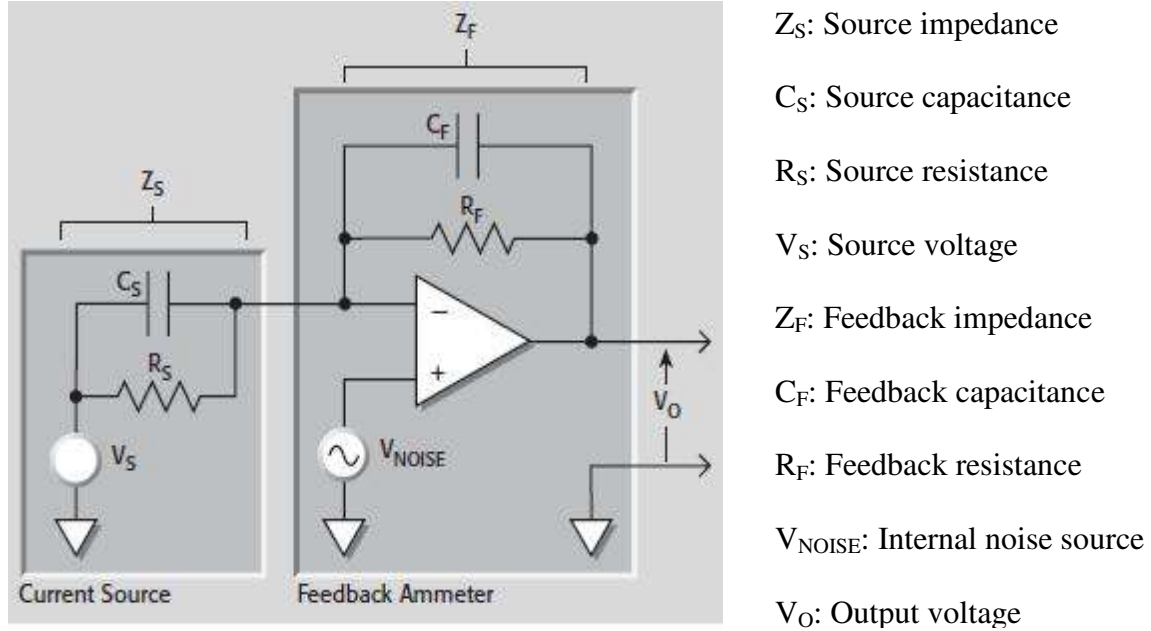 Z_F
C_F
R_F
Z_S
C_S
R_S
V_S
−
+
V_NOISE
V_O
Current Source
Feedback Ammeter
Z_S: Source impedance
C_S: Source capacitance
R_S: Source resistance
V_S: Source voltage
Z_F: Feedback impedance
C_F: Feedback capacitance
R_F: Feedback resistance
V_NOISE: Internal noise source
V_O: Output voltage